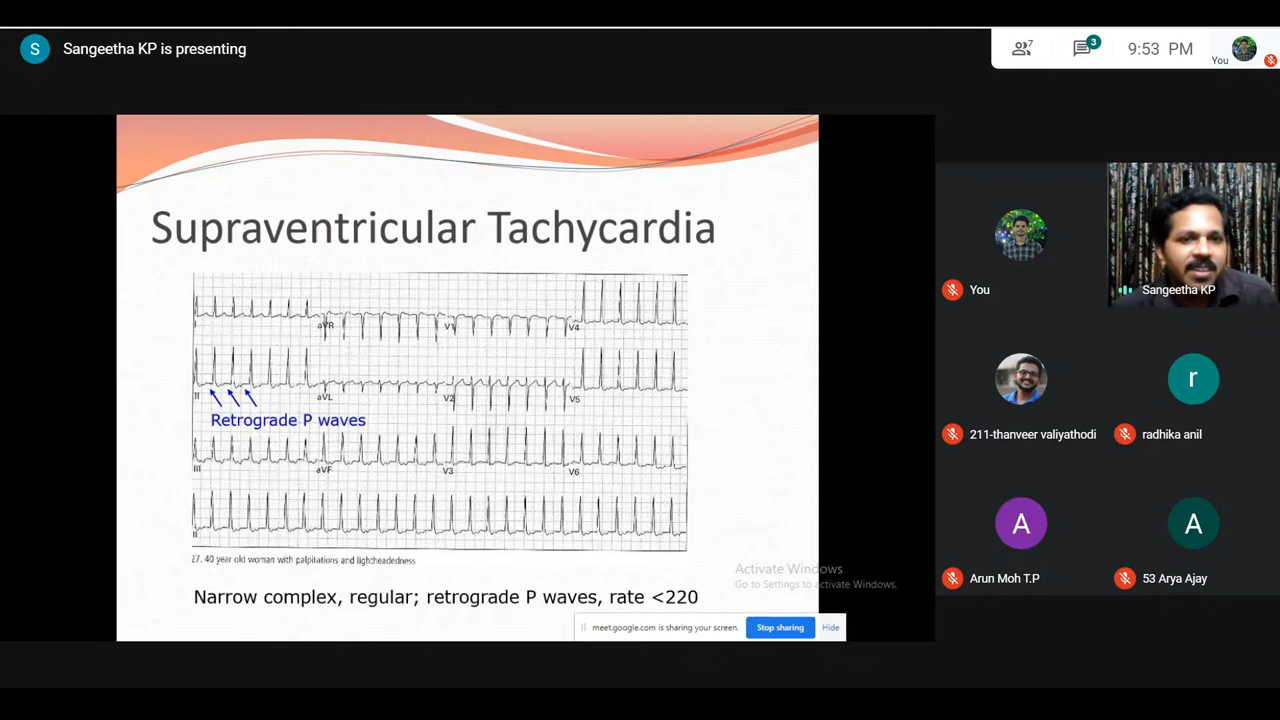 S
Sangeetha KP is presenting
7
3
9:53 PM
You
Supraventricular Tachycardia
I
aVR
V1
V4
II
aVL
V2
V5
Retrograde P waves
III
aVF
V3
V6
II
27. 40 year old woman with palpitations and lightheadedness
Narrow complex, regular; retrograde P waves, rate <220
Activate Windows
Go to Settings to activate Windows.
meet.google.com is sharing your screen.
Stop sharing
Hide
You
Sangeetha KP
r
211-thanveer valiyathodi
radhika anil
A
A
Arun Moh T.P
53 Arya Ajay